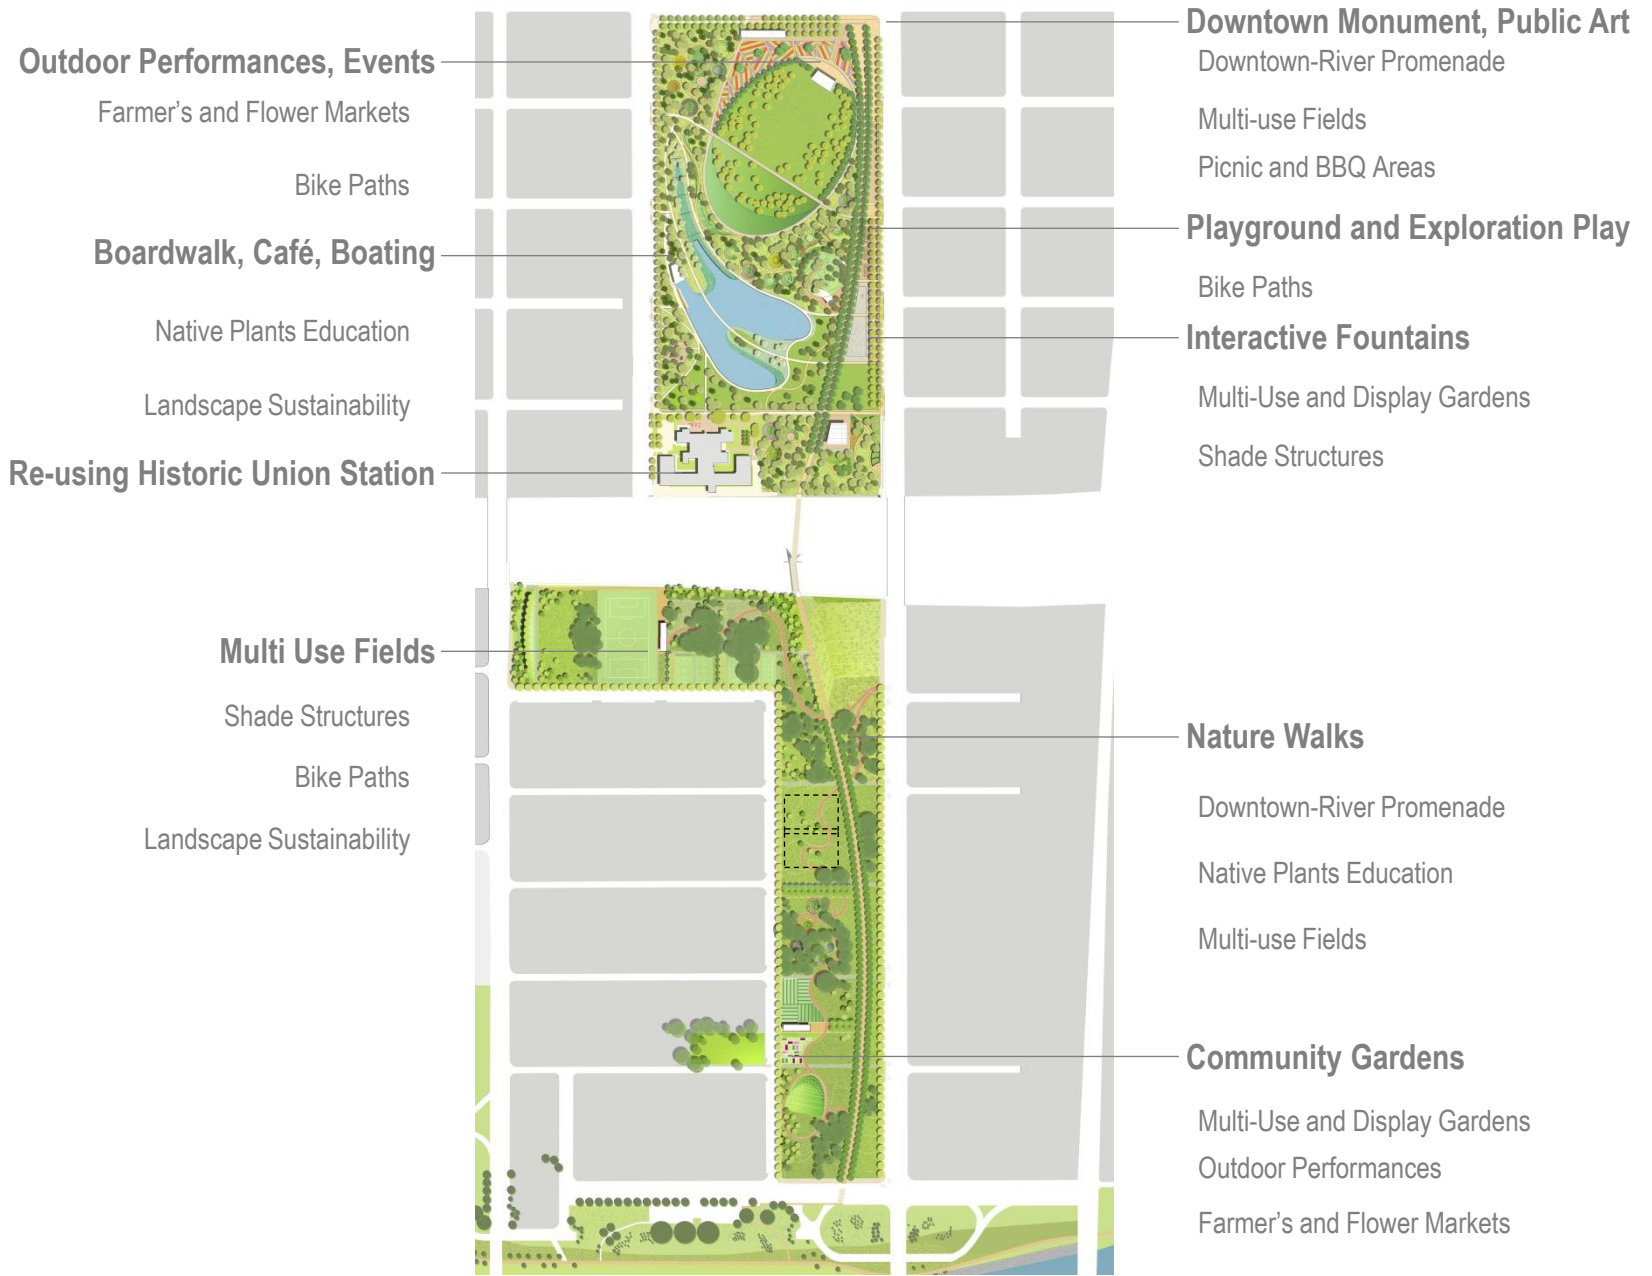 Outdoor Performances, Events
Farmer's and Flower Markets
Bike Paths
Boardwalk, Café, Boating
Native Plants Education
Landscape Sustainability
Re-using Historic Union Station
Multi Use Fields
Shade Structures
Bike Paths
Landscape Sustainability
Downtown Monument, Public Art
Downtown-River Promenade
Multi-use Fields
Picnic and BBQ Areas
Playground and Exploration Play
Bike Paths
Interactive Fountains
Multi-Use and Display Gardens
Shade Structures
Nature Walks
Downtown-River Promenade
Native Plants Education
Multi-use Fields
Community Gardens
Multi-Use and Display Gardens
Outdoor Performances
Farmer's and Flower Markets